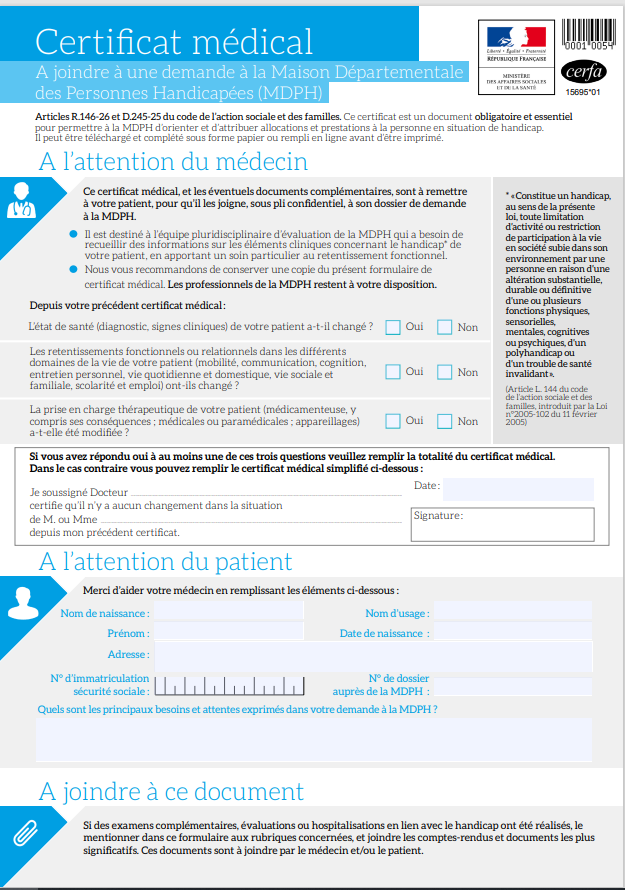 Certificat médical
A joindre à une demande à la Maison Départementale
des Personnes Handicapées (MDPH)
Liberté • Égalité • Fraternité
RÉPUBLIQUE FRANÇAISE
MINISTÈRE
DES AFFAIRES SOCIALES
ET DE LA SANTÉ
cerfa
15695*01
Articles R.146-26 et D.245-25 du code de l'action sociale et des familles. Ce certificat est un document obligatoire et essentiel
pour permettre à la MDPH d'orienter et d'attribuer allocations et prestations à la personne en situation de handicap.
Il peut être téléchargé et complété sous forme papier ou rempli en ligne avant d'être imprimé.
A l'attention du médecin
Ce certificat médical, et les éventuels documents complémentaires, sont à remettre
à votre patient, pour qu'il les joigne, sous pli confidentiel, à son dossier de demande
à la MDPH.
● Il est destiné à l'équipe pluridisciplinaire d'évaluation de la MDPH qui a besoin de
recueillir des informations sur les éléments cliniques concernant le handicap* de
votre patient, en apportant un soin particulier au retentissement fonctionnel.
● Nous vous recommandons de conserver une copie du présent formulaire de
certificat médical. Les professionnels de la MDPH restent à votre disposition.
Depuis votre précédent certificat médical :
L'état de santé (diagnostic, signes cliniques) de votre patient a-t-il changé ? Oui Non
Les retentissements fonctionnels ou relationnels dans les différents
domaines de la vie de votre patient (mobilité, communication, cognition,
entretien personnel, vie quotidienne et domestique, vie sociale et
familiale, scolarité et emploi) ont-ils changé ?
Oui Non
La prise en charge thérapeutique de votre patient (médicamenteuse, y
compris ses conséquences ; médicales ou paramédicales ; appareillages)
a-t-elle été modifiée ?
Oui Non
* «Constitue un handicap,
au sens de la présente
loi, toute limitation
d'activité ou restriction
de participation à la vie
en société subie dans son
environnement par une
personne en raison d'une
altération substantielle,
durable ou définitive
d'une ou plusieurs
fonctions physiques,
sensorielles,
mentales, cognitives
ou psychiques, d'un
polyhandicap ou
d'un trouble de santé
invalidant».
(Article L. 144 du code
de l'action sociale et des
familles, introduit par la Loi
n°2005-102 du 11 février
2005)
Si vous avez répondu oui à au moins une de ces trois questions veuillez remplir la totalité du certificat médical.
Dans le cas contraire vous pouvez remplir le certificat médical simplifié ci-dessous :
Je soussigné Docteur
certifie qu'il n'y a aucun changement dans la situation
de M. ou Mme
depuis mon précédent certificat.
Date :
Signature :
A l'attention du patient
Merci d'aider votre médecin en remplissant les éléments ci-dessous :
Nom de naissance : Nom d'usage :
Prénom : Date de naissance :
Adresse :
N° d'immatriculation
sécurité sociale :
N° de dossier
auprès de la MDPH :
Quels sont les principaux besoins et attentes exprimés dans votre demande à la MDPH ?
A joindre à ce document
Si des examens complémentaires, évaluations ou hospitalisations en lien avec le handicap ont été réalisés, le
mentionner dans ce formulaire aux rubriques concernées, et joindre les comptes-rendus et documents les plus
significatifs. Ces documents sont à joindre par le médecin et/ou le patient.